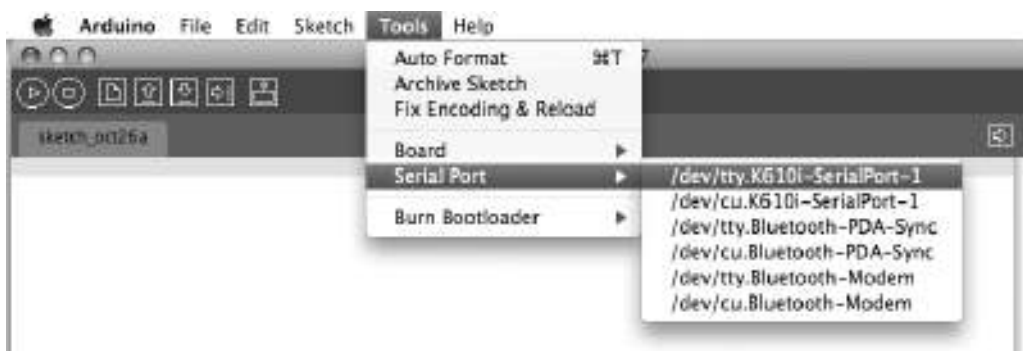 Arduino File Edit Sketch Tools Help
Auto Format ⌘T
7
Archive Sketch
Fix Encoding & Reload
sketch_oct26a
Board
Serial Port
/dev/tty.K610i-SerialPort-1
/dev/cu.K610i-SerialPort-1
Burn Bootloader
/dev/tty.Bluetooth-PDA-Sync
/dev/cu.Bluetooth-PDA-Sync
/dev/tty.Bluetooth-Modem
/dev/cu.Bluetooth-Modem